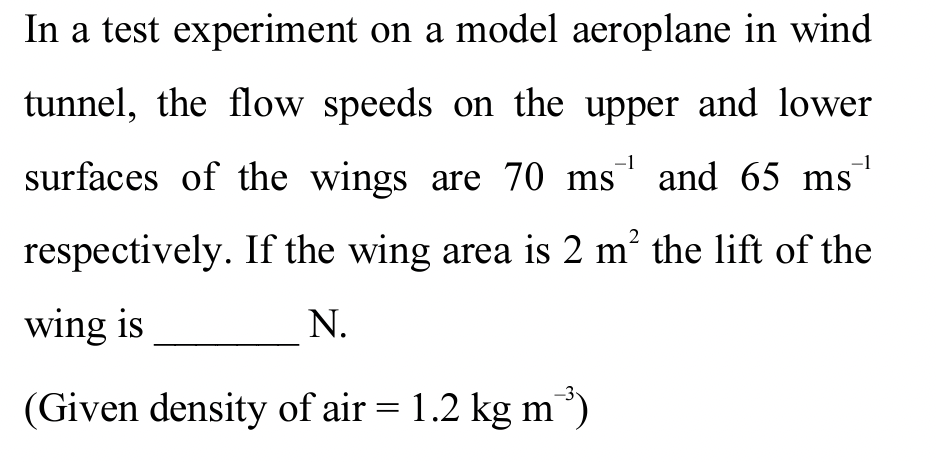 In a test experiment on a model aeroplane in wind
tunnel, the flow speeds on the upper and lower
surfaces of the wings are 70 ms⁻¹ and 65 ms⁻¹
respectively. If the wing area is 2 m² the lift of the
wing is _______ N.
(Given density of air = 1.2 kg m⁻³)